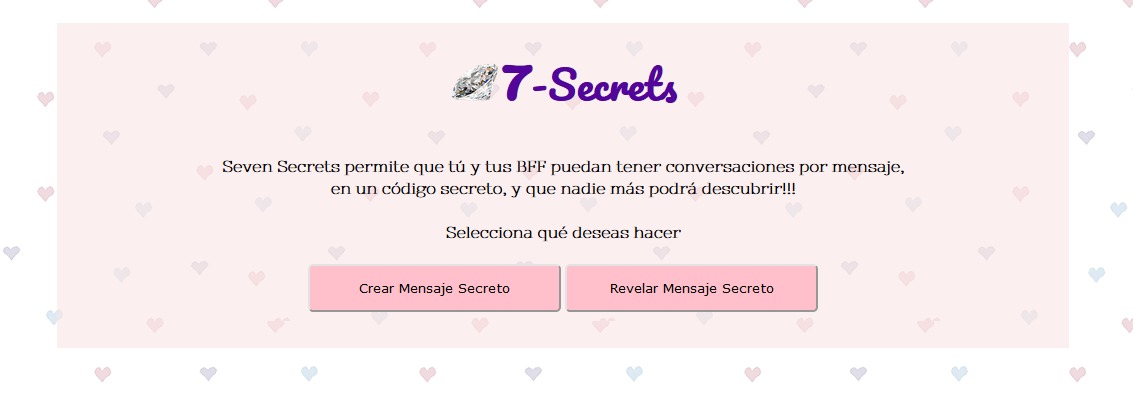 7-Secrets
Seven Secrets permite que tú y tus BFF puedan tener conversaciones por mensaje,
en un código secreto, y que nadie más podrá descubrir!!!
Selecciona qué deseas hacer
Crear Mensaje Secreto
Revelar Mensaje Secreto